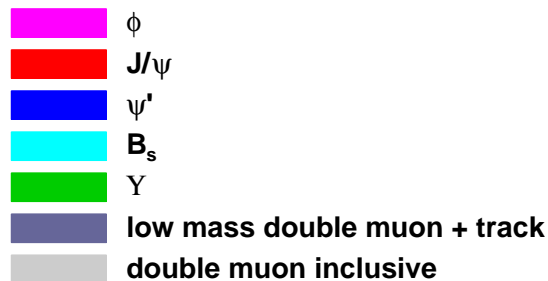 ϕ
J/ψ
ψ'
Bs
Υ
low mass double muon + track
double muon inclusive